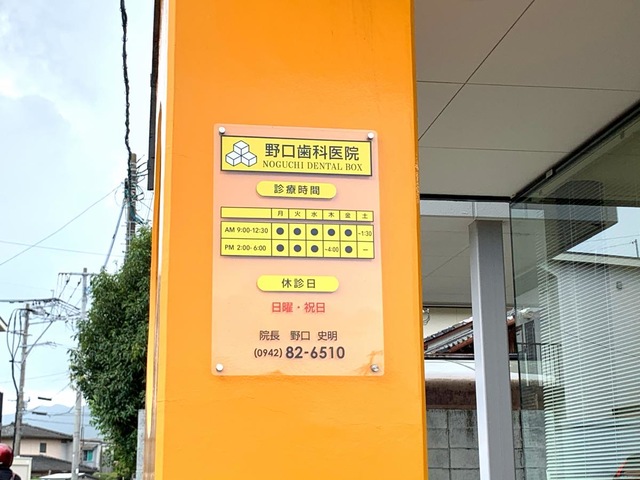 野口歯科医院
NOGUCHI DENTAL BOX
診療時間
月 火 水 木 金 土
AM 9:00-12:30 ● ● ● ● ● ~1:30
PM 2:00-6:00 ● ● ● ~4:00 ● —
休診日
日曜・祝日
院長 野口 史明
(0942) 82-6510